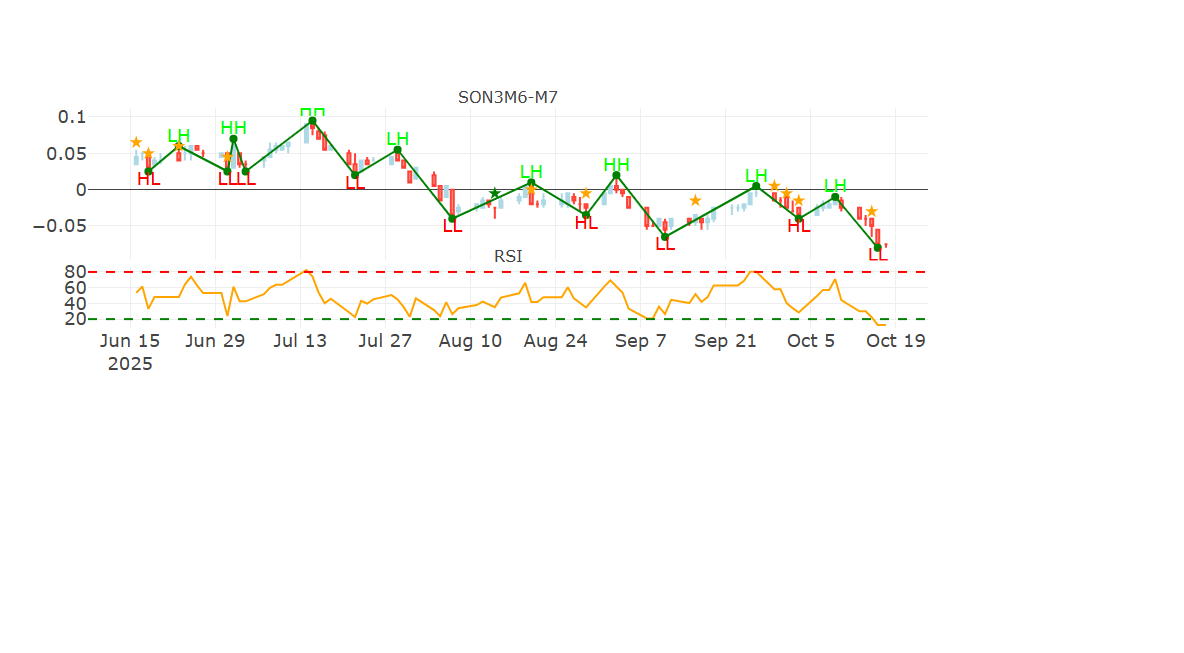 SON3M6-M7
0.1
0.05
0
−0.05
HL
LH
LL
HH
LL
HH
LL
LH
LL
LH
HL
HH
LL
LH
HL
LH
LL
RSI
80
60
40
20
Jun 15
2025
Jun 29
Jul 13
Jul 27
Aug 10
Aug 24
Sep 7
Sep 21
Oct 5
Oct 19